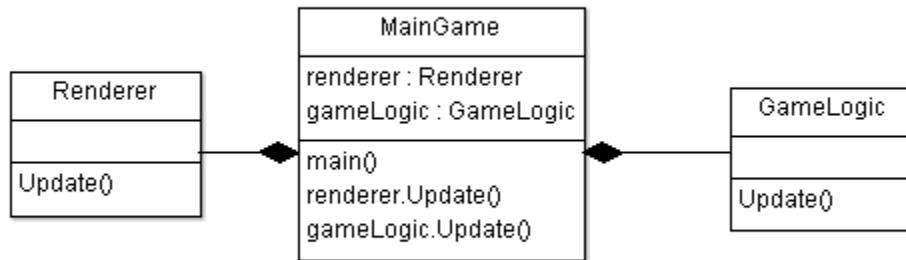 Renderer
Update()
MainGame
renderer : Renderer
gameLogic : GameLogic
main()
renderer.Update()
gameLogic.Update()
GameLogic
Update()